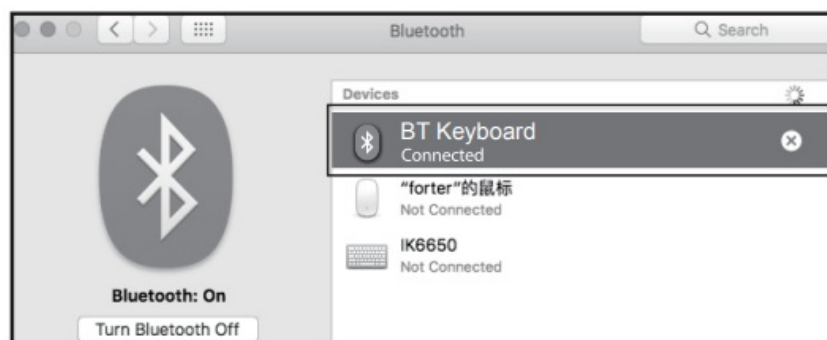 Bluetooth
Search
Devices
BT Keyboard
Connected
“forter”的鼠标
Not Connected
IK6650
Not Connected
Bluetooth: On
Turn Bluetooth Off